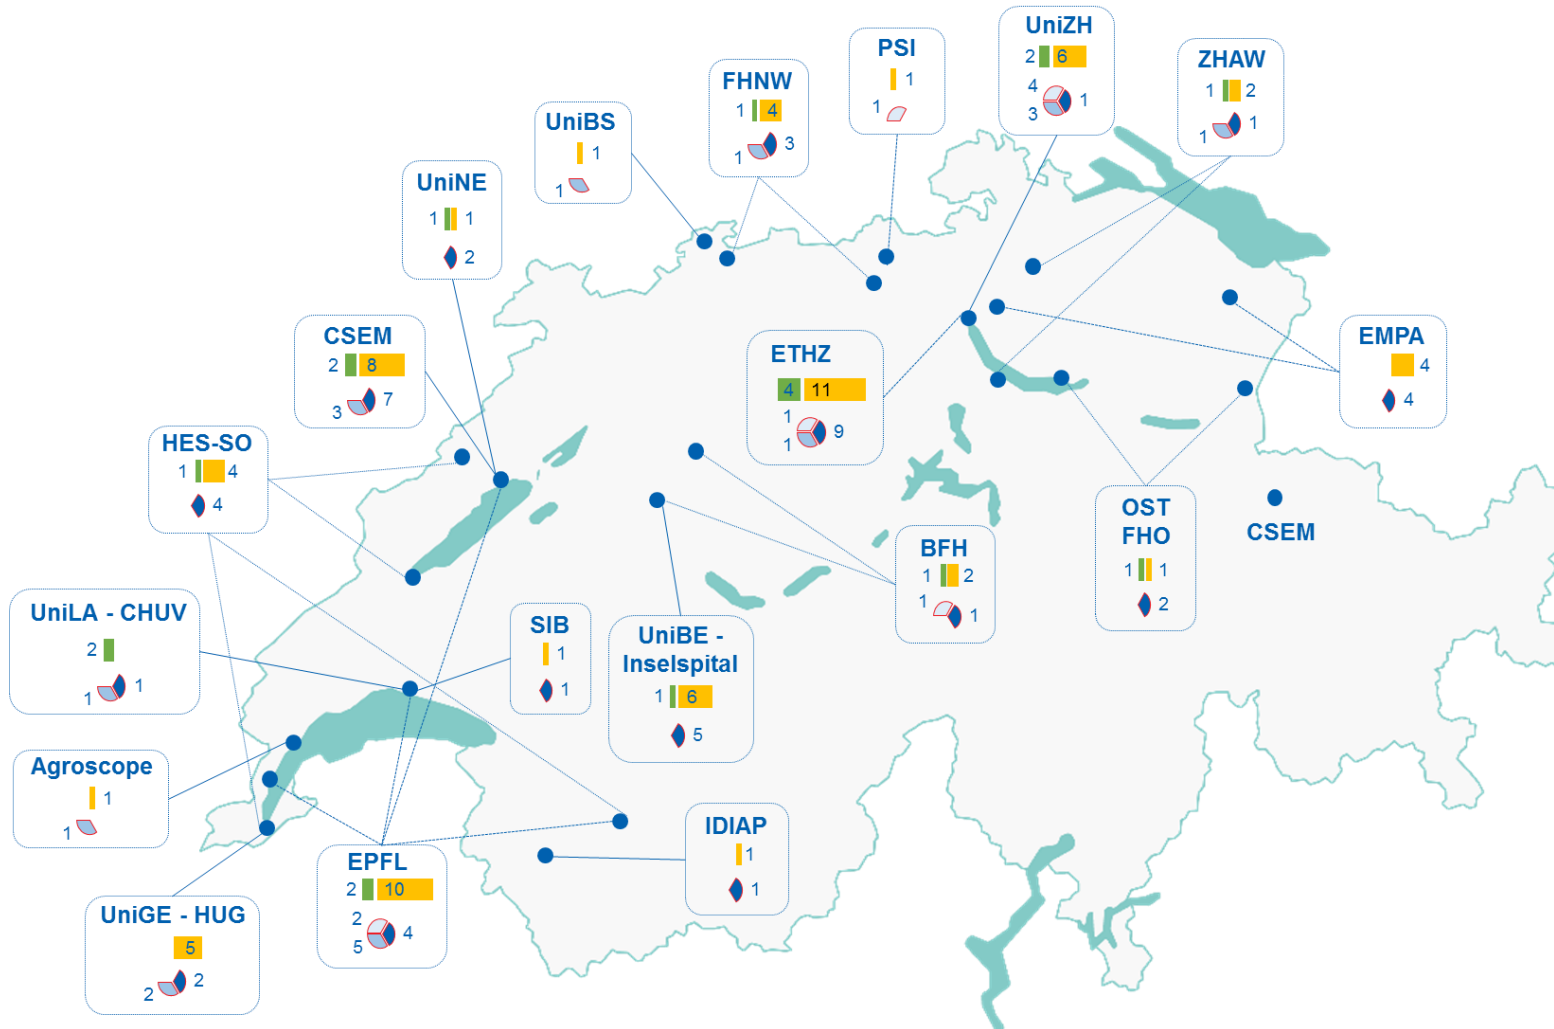 UniZH
2 6
4
1
3
PSI
1
1
ZHAW
1 2
1
1
FHNW
1 4
3
1
UniBS
1
1
UniNE
1 1
2
CSEM
2 8
7
3
ETHZ
4 11
1
9
1
EMPA
4
4
HES-SO
1 4
4
OST
FHO
1 1
2
CSEM
BFH
1 2
1
1
UniLA - CHUV
2
1
1
SIB
1
1
UniBE -
Inselspital
1 6
5
Agroscope
1
1
IDIAP
1
1
EPFL
2 10
2
4
5
UniGE - HUG
5
2
2